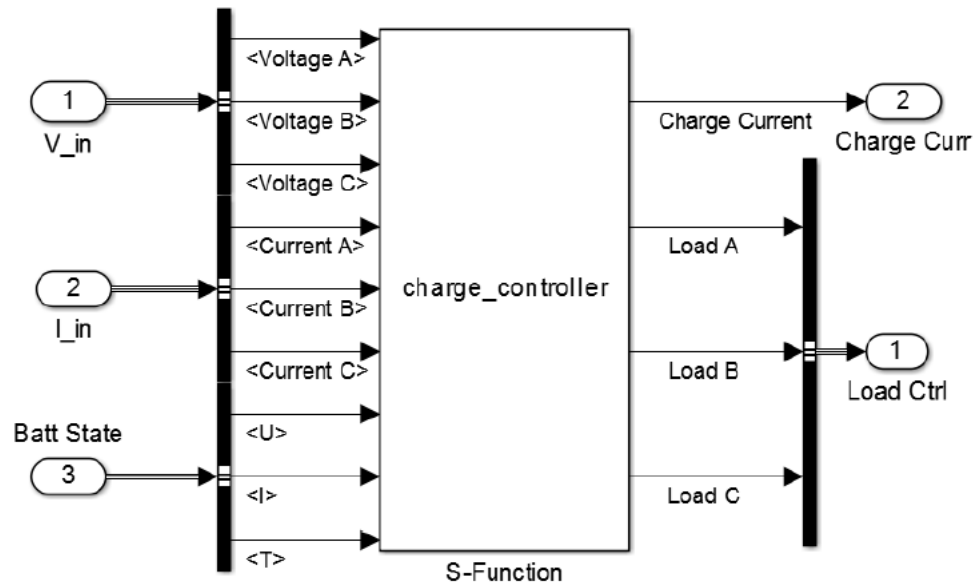 <Voltage A>
1
V_in
<Voltage B>
<Voltage C>
<Current A>
2
I_in
<Current B>
<Current C>
Batt State
3
<U>
<I>
<T>
charge_controller
S-Function
Charge Current
2
Charge Curr
Load A
Load B
1
Load Ctrl
Load C